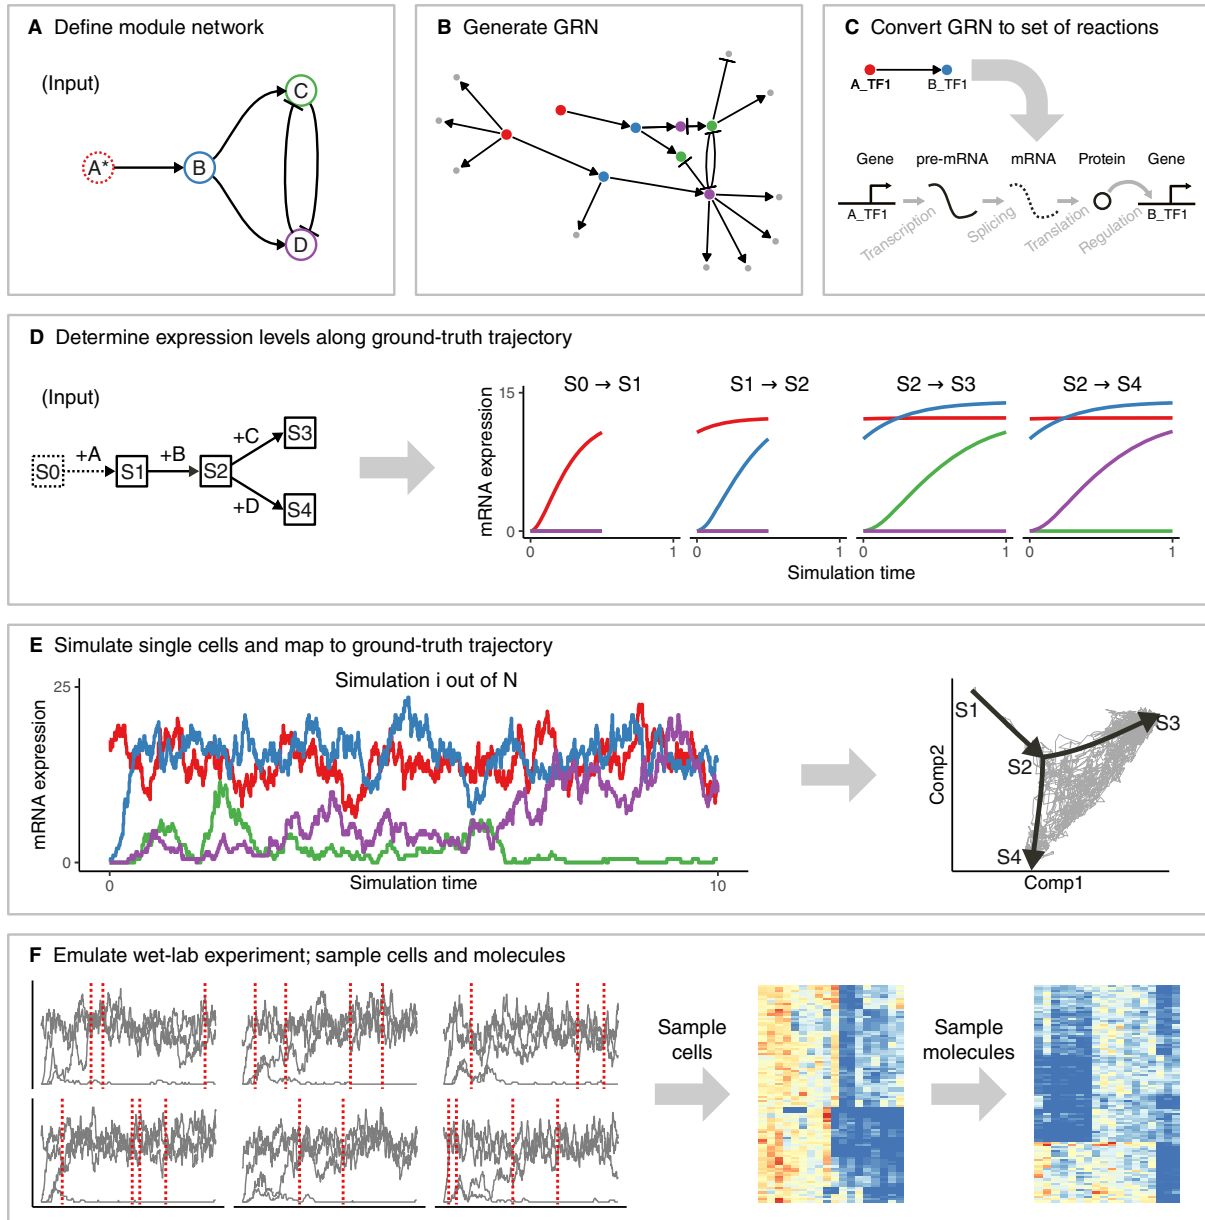 A Define module network
(Input)
A*
B
C
D
B Generate GRN
C Convert GRN to set of reactions
A_TF1
B_TF1
Gene
pre-mRNA
mRNA
Protein
Gene
A_TF1
B_TF1
Transcription
Splicing
Translation
Regulation
D Determine expression levels along ground-truth trajectory
(Input)
S0
+A
S1
+B
S2
+C
S3
+D
S4
mRNA expression
15
0
S0 → S1
S1 → S2
S2 → S3
S2 → S4
0 1
0 1
0 1
0 1
Simulation time
E Simulate single cells and map to ground-truth trajectory
Simulation i out of N
mRNA expression
25
0
0
Simulation time
10
Comp2
S1
S2
S3
S4
Comp1
F Emulate wet-lab experiment; sample cells and molecules
Sample
cells
Sample
molecules